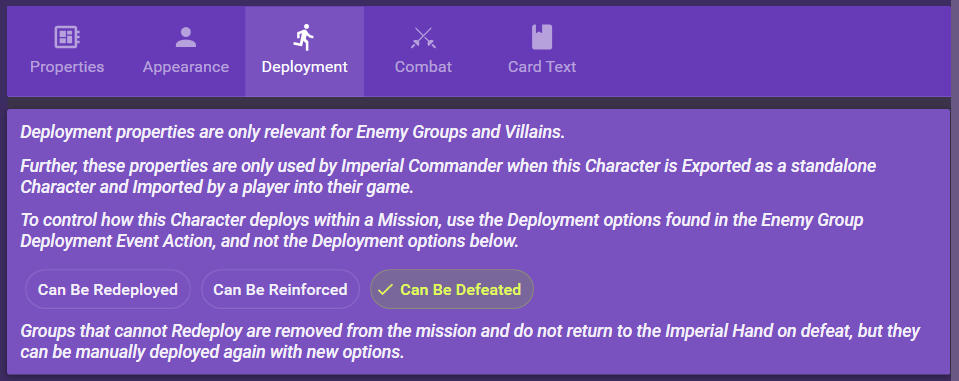 Properties
Appearance
Deployment
Combat
Card Text
Deployment properties are only relevant for Enemy Groups and Villains.
Further, these properties are only used by Imperial Commander when this Character is Exported as a standalone
Character and Imported by a player into their game.
To control how this Character deploys within a Mission, use the Deployment options found in the Enemy Group
Deployment Event Action, and not the Deployment options below.
Can Be Redeployed
Can Be Reinforced
Can Be Defeated
Groups that cannot Redeploy are removed from the mission and do not return to the Imperial Hand on defeat, but they
can be manually deployed again with new options.